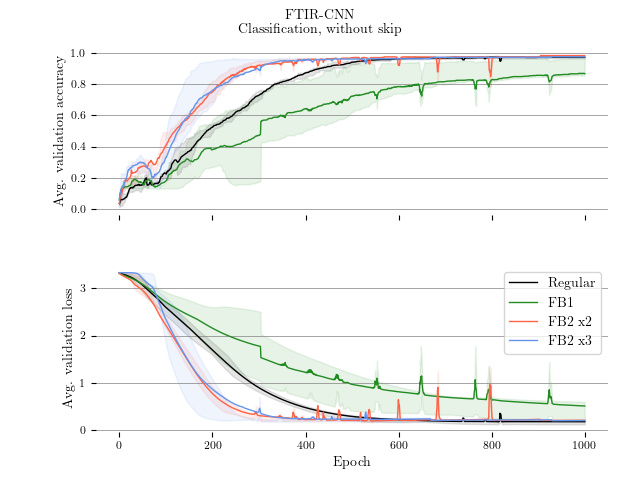 FTIR-CNN
Classification, without skip
Avg. validation accuracy
1.0
0.8
0.6
0.4
0.2
0.0
Avg. validation loss
3
2
1
0
Regular
FB1
FB2 x2
FB2 x3
0 200 400 600 800 1000
Epoch